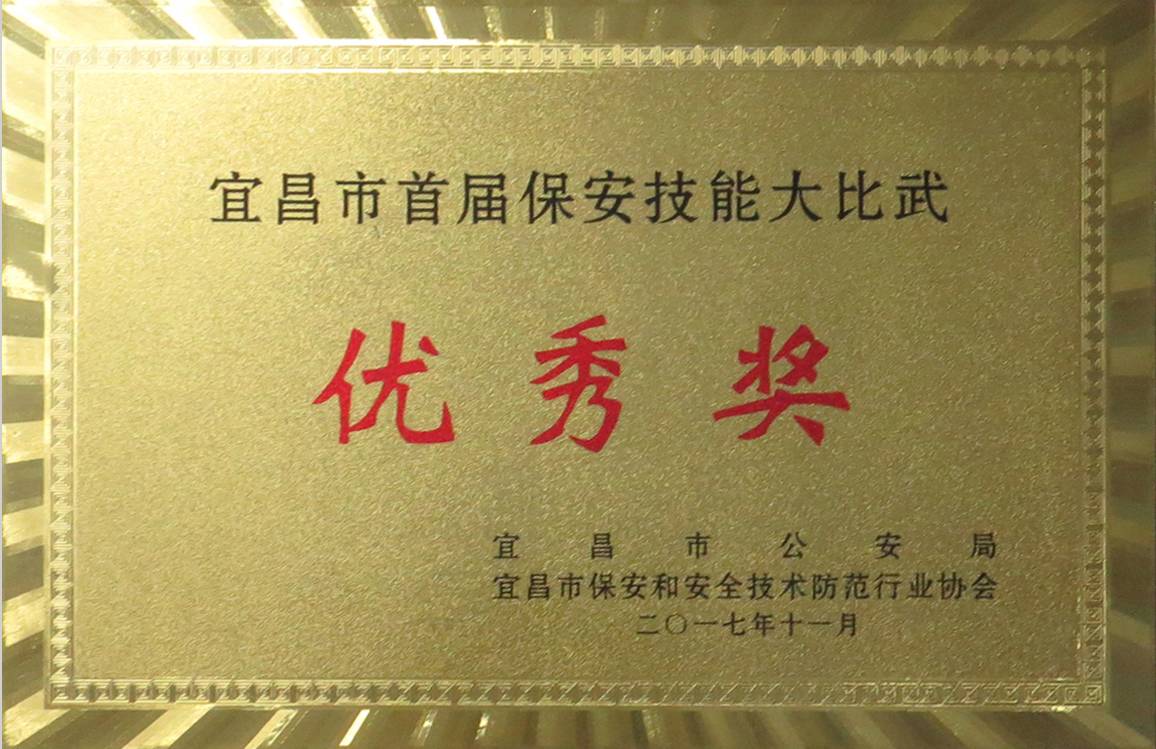 宜昌市首届保安技能大比武
优秀奖
宜昌市公安局
宜昌市保安和安全技术防范行业协会
二〇一七年十一月